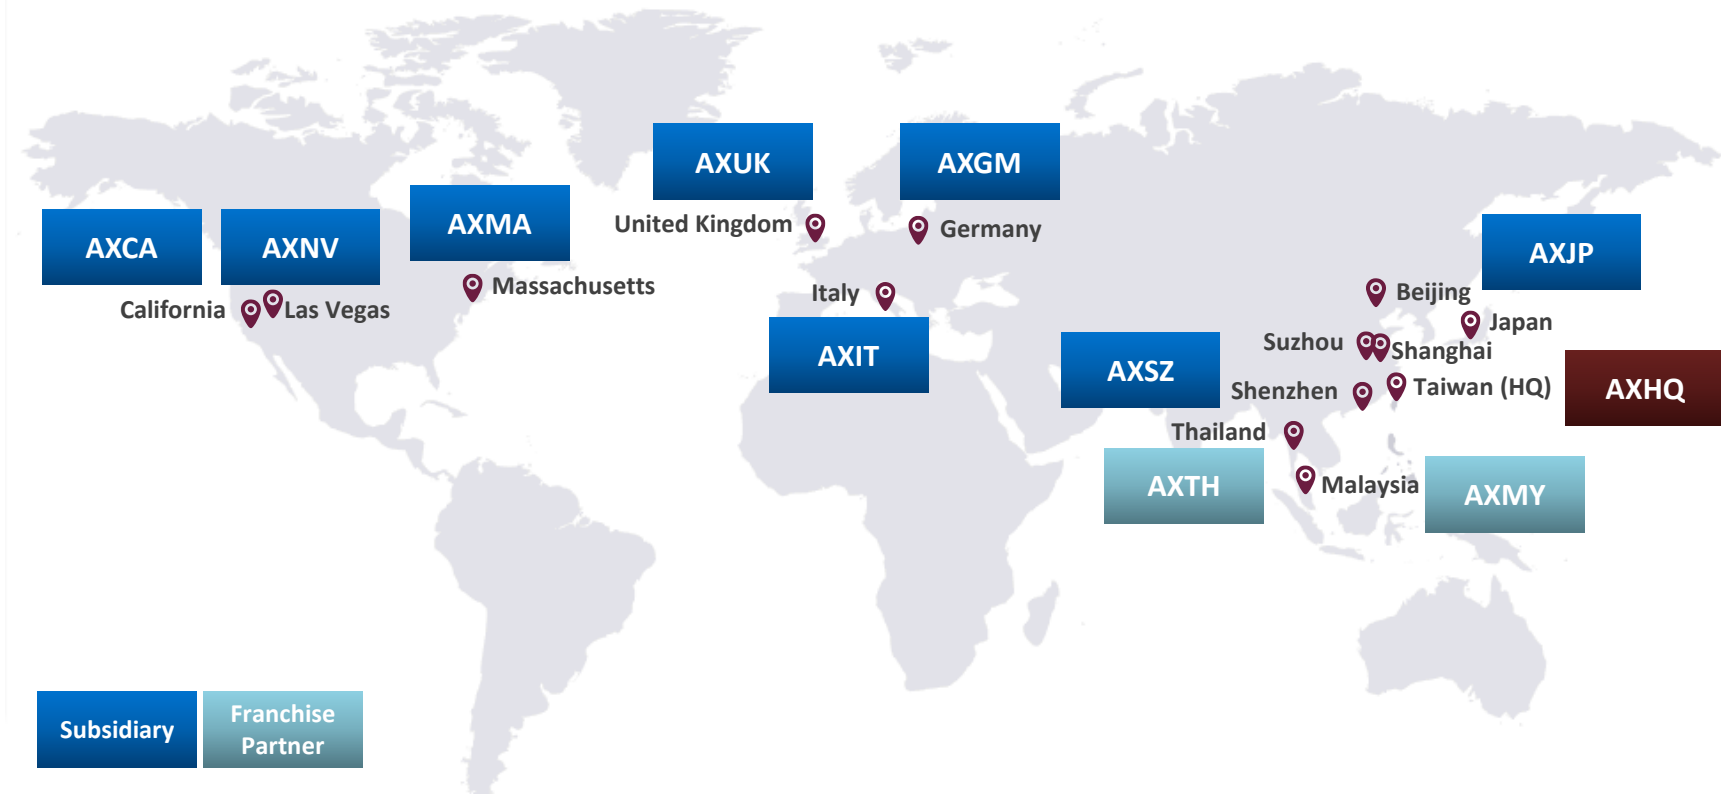 AXUK
AXGM
AXMA
AXCA
AXNV
AXJP
United Kingdom
Germany
Massachusetts
California
Las Vegas
Italy
Beijing
Japan
Suzhou
Shanghai
AXIT
AXSZ
Shenzhen
Taiwan (HQ)
AXHQ
Thailand
AXTH
Malaysia
AXMY
Subsidiary
Franchise
Partner